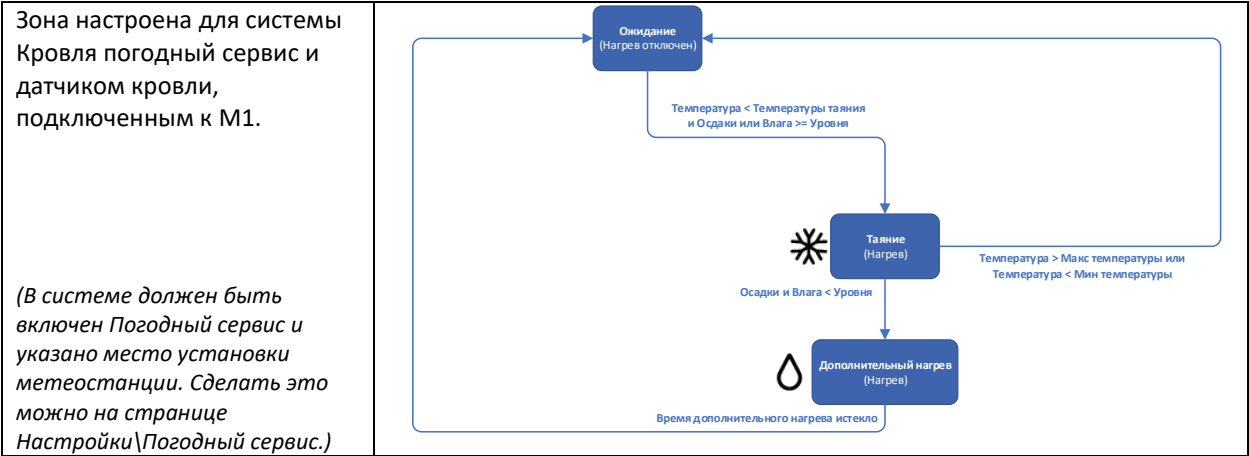 Зона настроена для системы
Кровля погодный сервис и
датчиком кровли,
подключенным к М1.
(В системе должен быть
включен Погодный сервис и
указано место установки
метеостанции. Сделать это
можно на странице
Настройки\Погодный сервис.)
Ожидание
(Нагрев отключен)
Температура < Температуры таяния
и Осдаки или Влага >= Уровня
Таяние
(Нагрев)
Температура > Макс температуры или
Температура < Мин температуры
Осадки и Влага < Уровня
Дополнительный нагрев
(Нагрев)
Время дополнительного нагрева истекло